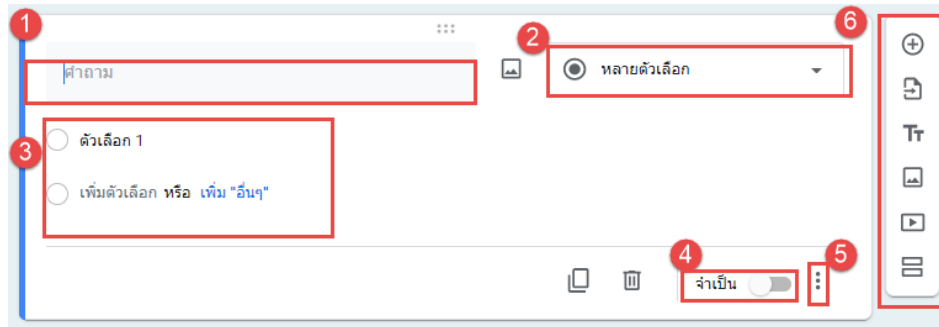 1
2
6
คำถาม
หลายตัวเลือก
Tт
3
ตัวเลือก 1
เพิ่มตัวเลือก หรือ เพิ่ม "อื่นๆ"
4
5
จำเป็น